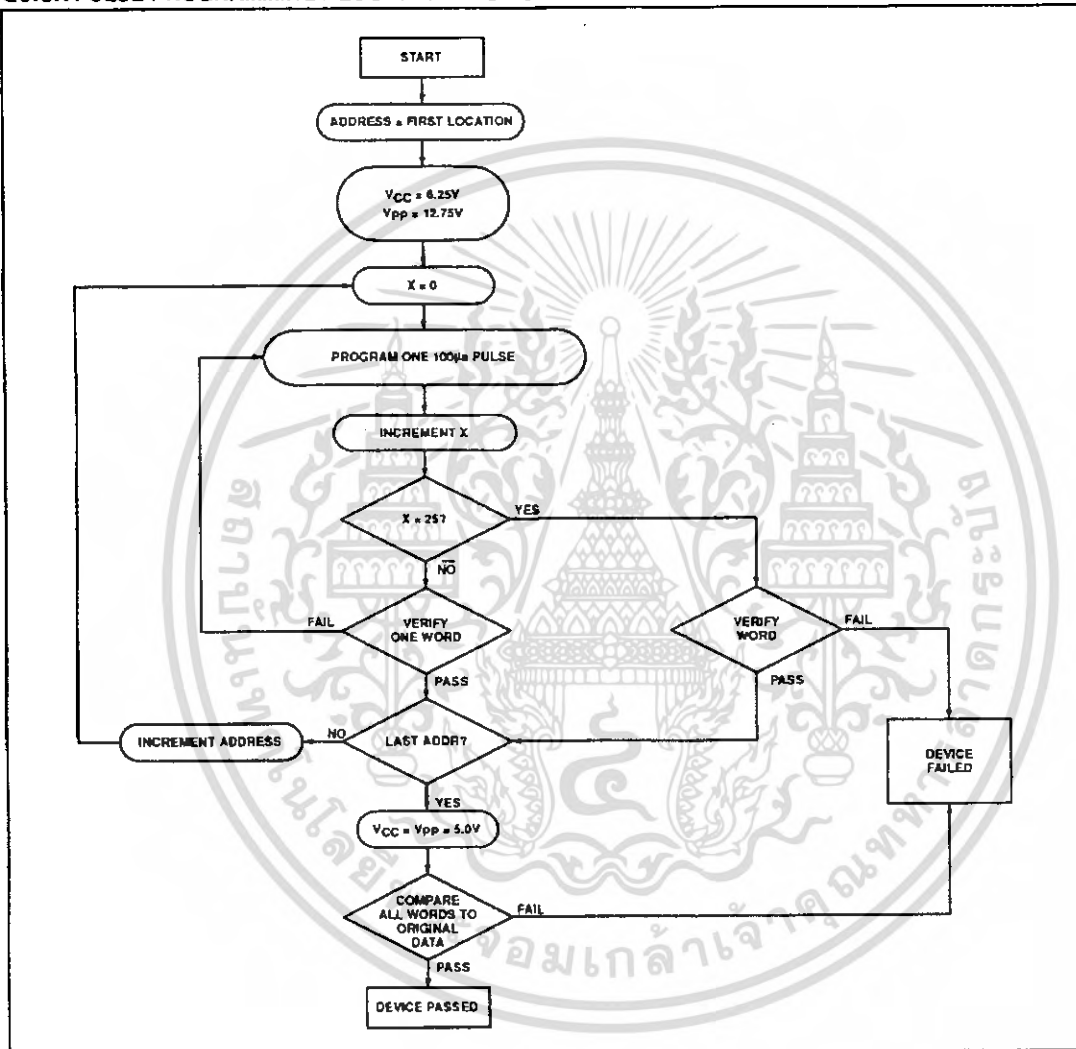 START
ADDRESS = FIRST LOCATION
VCC = 6.25V
VPP = 12.75V
X = 0
PROGRAM ONE 100µs PULSE
INCREMENT X
X = 25?
YES
NO
FAIL
VERIFY
ONE WORD
VERIFY
WORD
FAIL
PASS
PASS
INCREMENT ADDRESS
NO
LAST ADDR?
DEVICE
FAILED
YES
VCC = VPP = 5.0V
COMPARE
ALL WORDS TO
ORIGINAL
DATA
FAIL
PASS
DEVICE PASSED